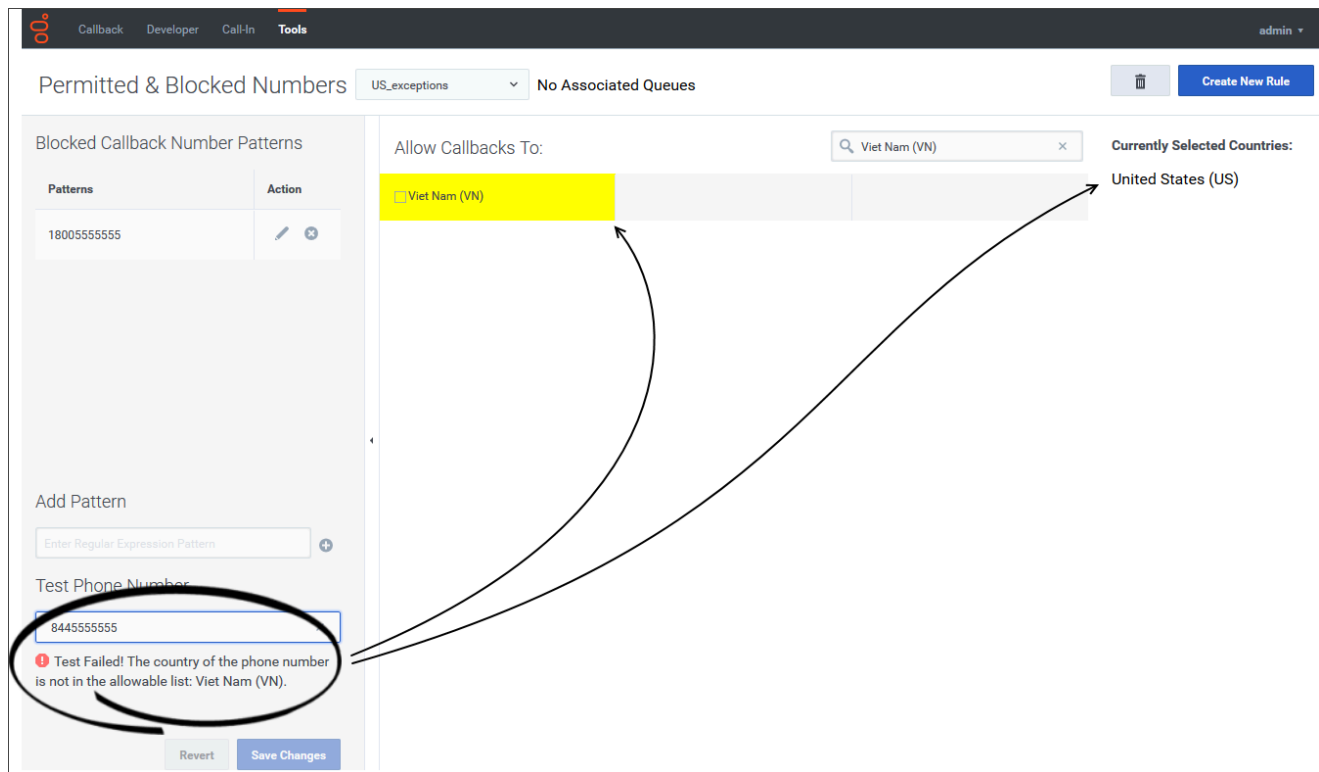 Callback Developer Call-In Tools admin
Permitted & Blocked Numbers US_exceptions No Associated Queues Create New Rule
Blocked Callback Number Patterns
Patterns Action
18005555555
Add Pattern
Enter Regular Expression Pattern
Test Phone Number
8445555555
Test Failed! The country of the phone number
is not in the allowable list: Viet Nam (VN).
Revert Save Changes
Allow Callbacks To: Viet Nam (VN)
Viet Nam (VN)
Currently Selected Countries:
United States (US)